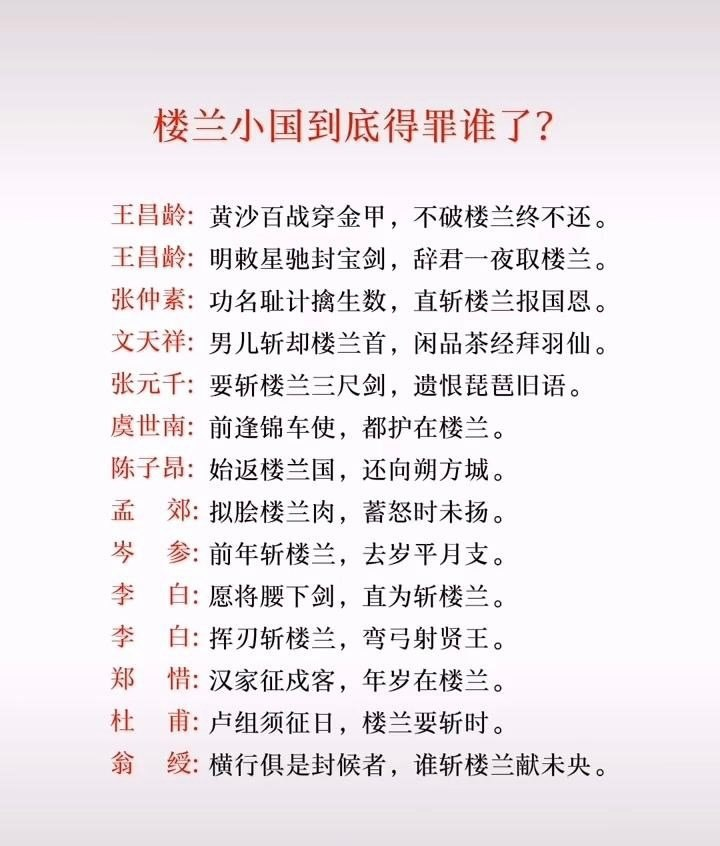 楼兰小国到底得罪谁了？
王昌龄：黄沙百战穿金甲，不破楼兰终不还。
王昌龄：明敕星驰封宝剑，辞君一夜取楼兰。
张仲素：功名耻计擒生数，直斩楼兰报国恩。
文天祥：男儿斩却楼兰首，闲品茶经拜羽仙。
张元千：要斩楼兰三尺剑，遗恨琵琶旧语。
虞世南：前逢锦车使，都护在楼兰。
陈子昂：始返楼兰国，还向朔方城。
孟 郊：拟脍楼兰肉，蓄怒时未扬。
岑 参：前年斩楼兰，去岁平月支。
李 白：愿将腰下剑，直为斩楼兰。
李 白：挥刃斩楼兰，弯弓射贤王。
郑 惜：汉家征戍客，年岁在楼兰。
杜 甫：卢组须征日，楼兰要斩时。
翁 绶：横行俱是封候者，谁斩楼兰献未央。